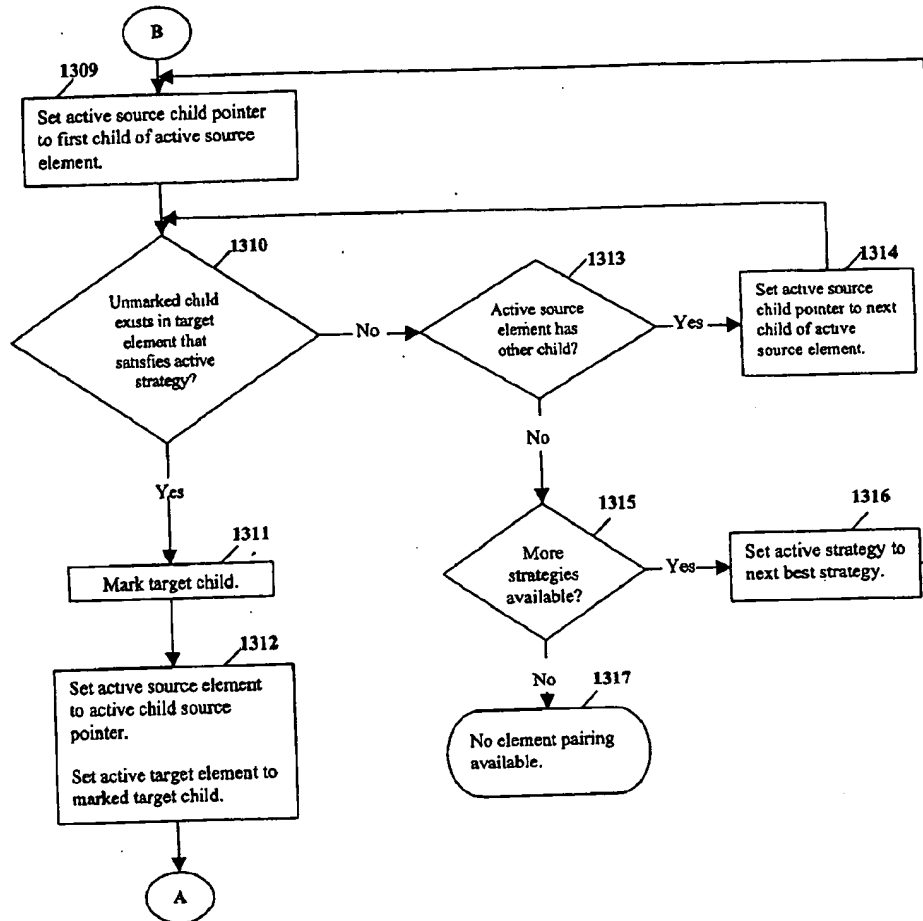 B
1309
Set active source child pointer
to first child of active source
element.
1310
Unmarked child
exists in target
element that
satisfies active
strategy?
No
1313
Active source
element has
other child?
Yes
1314
Set active source
child pointer to next
child of active
source element.
No
Yes
1315
More
strategies
available?
Yes
1316
Set active strategy to
next best strategy.
1311
Mark target child.
1312
Set active source element
to active child source
pointer.
Set active target element to
marked target child.
No
1317
No element pairing
available.
A